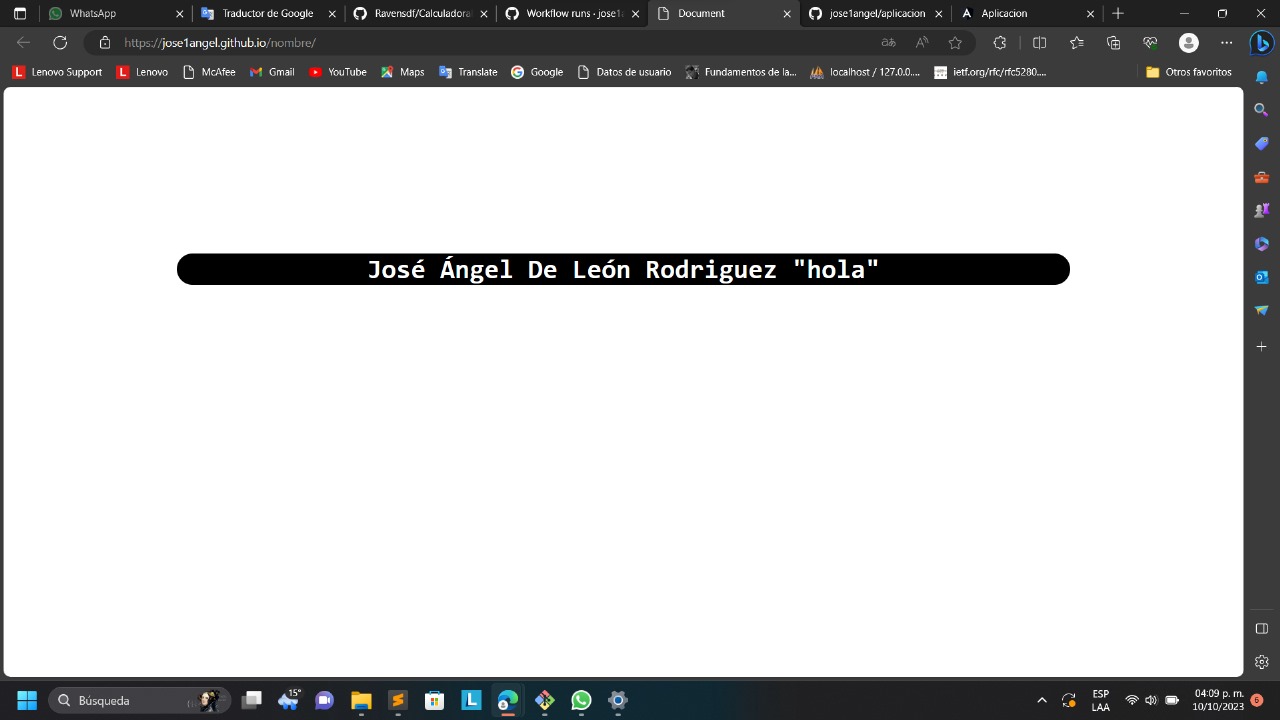 WhatsApp
Traductor de Google
Ravensdf/Calculadora
Workflow runs · jose1
Document
jose1angel/aplicacion
Aplicacion
https://jose1angel.github.io/nombre/
Lenovo Support
Lenovo
McAfee
Gmail
YouTube
Maps
Translate
Google
Datos de usuario
Fundamentos de la...
localhost / 127.0.0....
ietf.org/rfc/rfc5280....
Otros favoritos
José Ángel De León Rodriguez "hola"
Búsqueda
15°
ESP
LAA
04:09 p. m.
10/10/2023
6